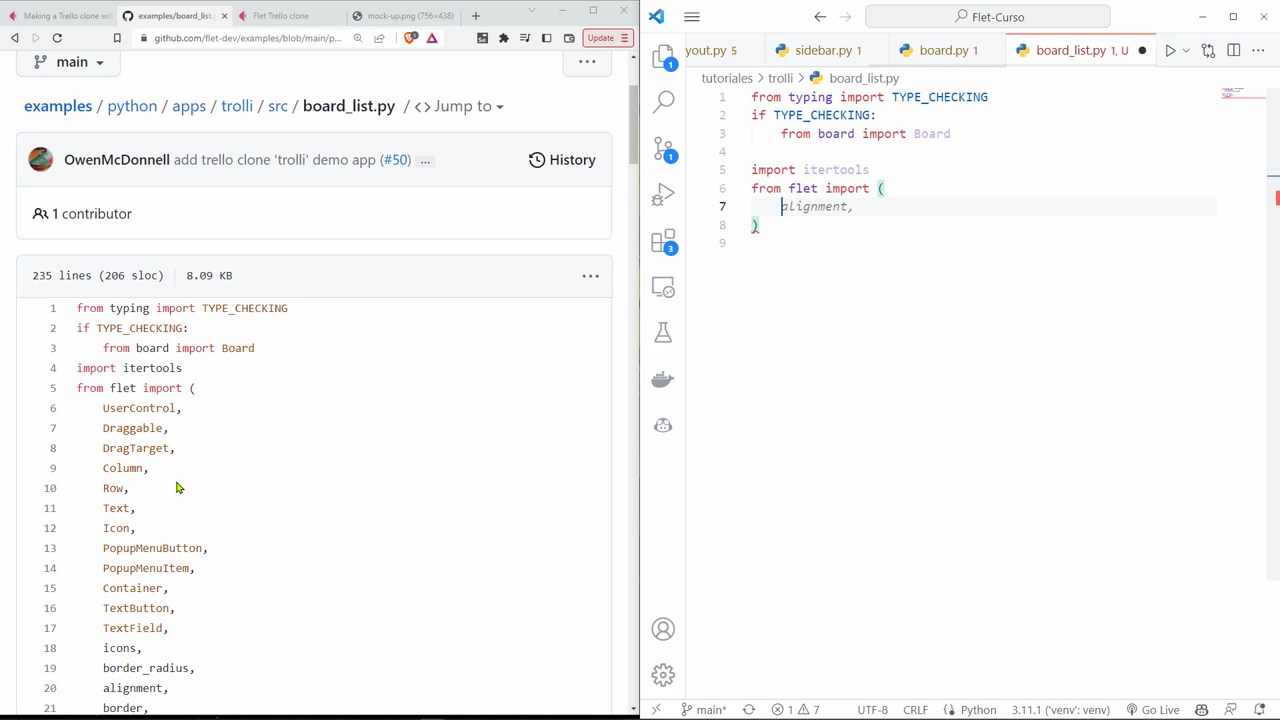 Making a Trello clone wit
examples/board_list.p
Flet Trello clone
mock-up.png (756×438)
github.com/flet-dev/examples/blob/main/p...
Update
main
examples / python / apps / trolli / src / board_list.py
<> Jump to
OwenMcDonnell add trello clone 'trolli' demo app (#50) ...
History
1 contributor
235 lines (206 sloc) 8.09 KB
1 from typing import TYPE_CHECKING
2 if TYPE_CHECKING:
3 from board import Board
4 import itertools
5 from flet import (
6 UserControl,
7 Draggable,
8 DragTarget,
9 Column,
10 Row,
11 Text,
12 Icon,
13 PopupMenuButton,
14 PopupMenuItem,
15 Container,
16 TextButton,
17 TextField,
18 icons,
19 border_radius,
20 alignment,
21 border,
Flet-Curso
yout.py 5
sidebar.py 1
board.py 1
board_list.py 1, U
tutoriales > trolli > board_list.py
1 from typing import TYPE_CHECKING
2 if TYPE_CHECKING:
3 from board import Board
4
5 import itertools
6 from flet import (
7 alignment,
8 )
9
1
1
3
main*
1 7
UTF-8
CRLF
Python
3.11.1 ('venv': venv)
Go Live